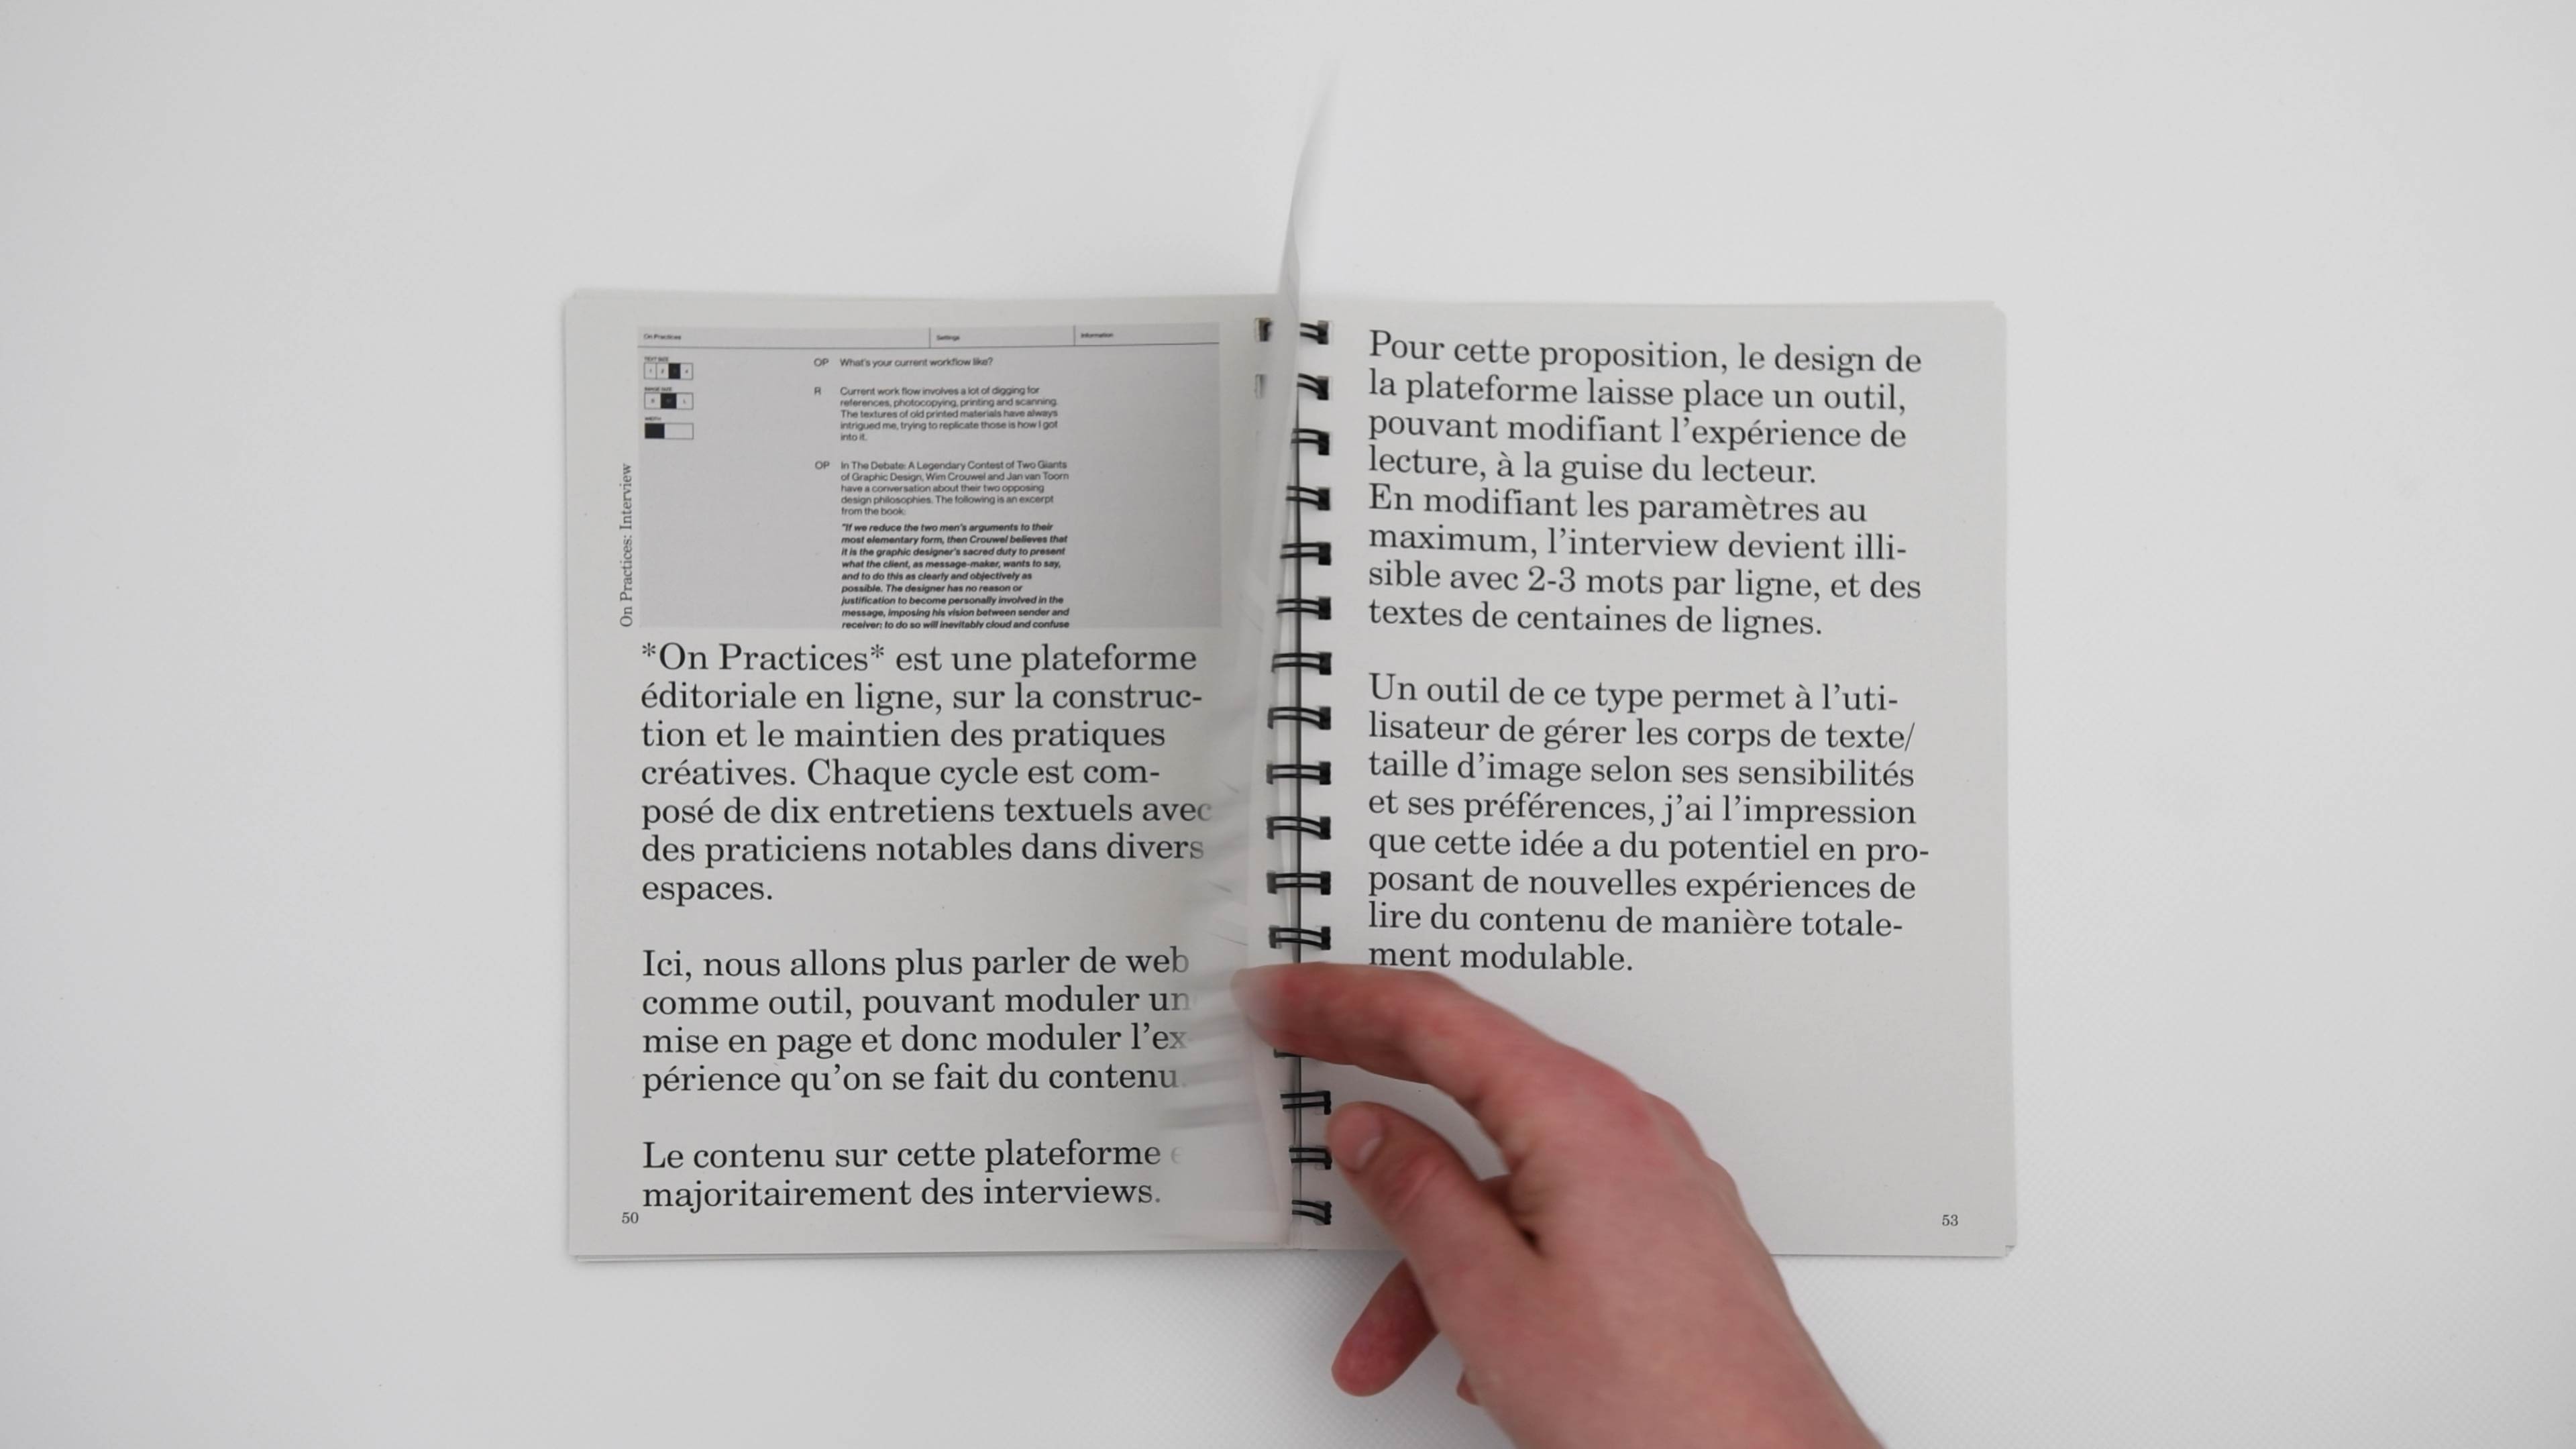 On Practices
Settings
Information
TEXT SIZE
IMAGE SIZE
WIDTH
OP What's your current workflow like?
R Current work flow involves a lot of digging for
references, photocopying, printing and scanning.
The textures of old printed materials have always
intrigued me, trying to replicate those is how I got
into it.
OP In The Debate: A Legendary Contest of Two Giants
of Graphic Design, Wim Crouwel and Jan van Toorn
have a conversation about their two opposing
design philosophies. The following is an excerpt
from the book:
"If we reduce the two men's arguments to their
most elementary form, then Crouwel believes that
it is the graphic designer's sacred duty to present
what the client, as message-maker, wants to say,
and to do this as clearly and objectively as
possible. The designer has no reason or
justification to become personally involved in the
message, imposing his vision between sender and
receiver; to do so will inevitably cloud and confuse
On Practices: Interview
*On Practices* est une plateforme
éditoriale en ligne, sur la construc-
tion et le maintien des pratiques
créatives. Chaque cycle est com-
posé de dix entretiens textuels avec
des praticiens notables dans divers
espaces.
Ici, nous allons plus parler de web
comme outil, pouvant moduler un
mise en page et donc moduler l'ex
périence qu'on se fait du contenu.
Le contenu sur cette plateforme
majoritairement des interviews.
50
Pour cette proposition, le design de
la plateforme laisse place un outil,
pouvant modifiant l'expérience de
lecture, à la guise du lecteur.
En modifiant les paramètres au
maximum, l'interview devient illi-
sible avec 2-3 mots par ligne, et des
textes de centaines de lignes.
Un outil de ce type permet à l'uti-
lisateur de gérer les corps de texte/
taille d'image selon ses sensibilités
et ses préférences, j'ai l'impression
que cette idée a du potentiel en pro-
posant de nouvelles expériences de
lire du contenu de manière totale-
ment modulable.
53